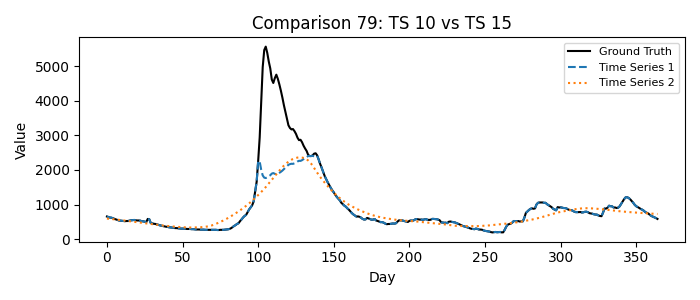 Comparison 79: TS 10 vs TS 15
Value
5000
4000
3000
2000
1000
0
Ground Truth
Time Series 1
Time Series 2
0 50 100 150 200 250 300 350
Day